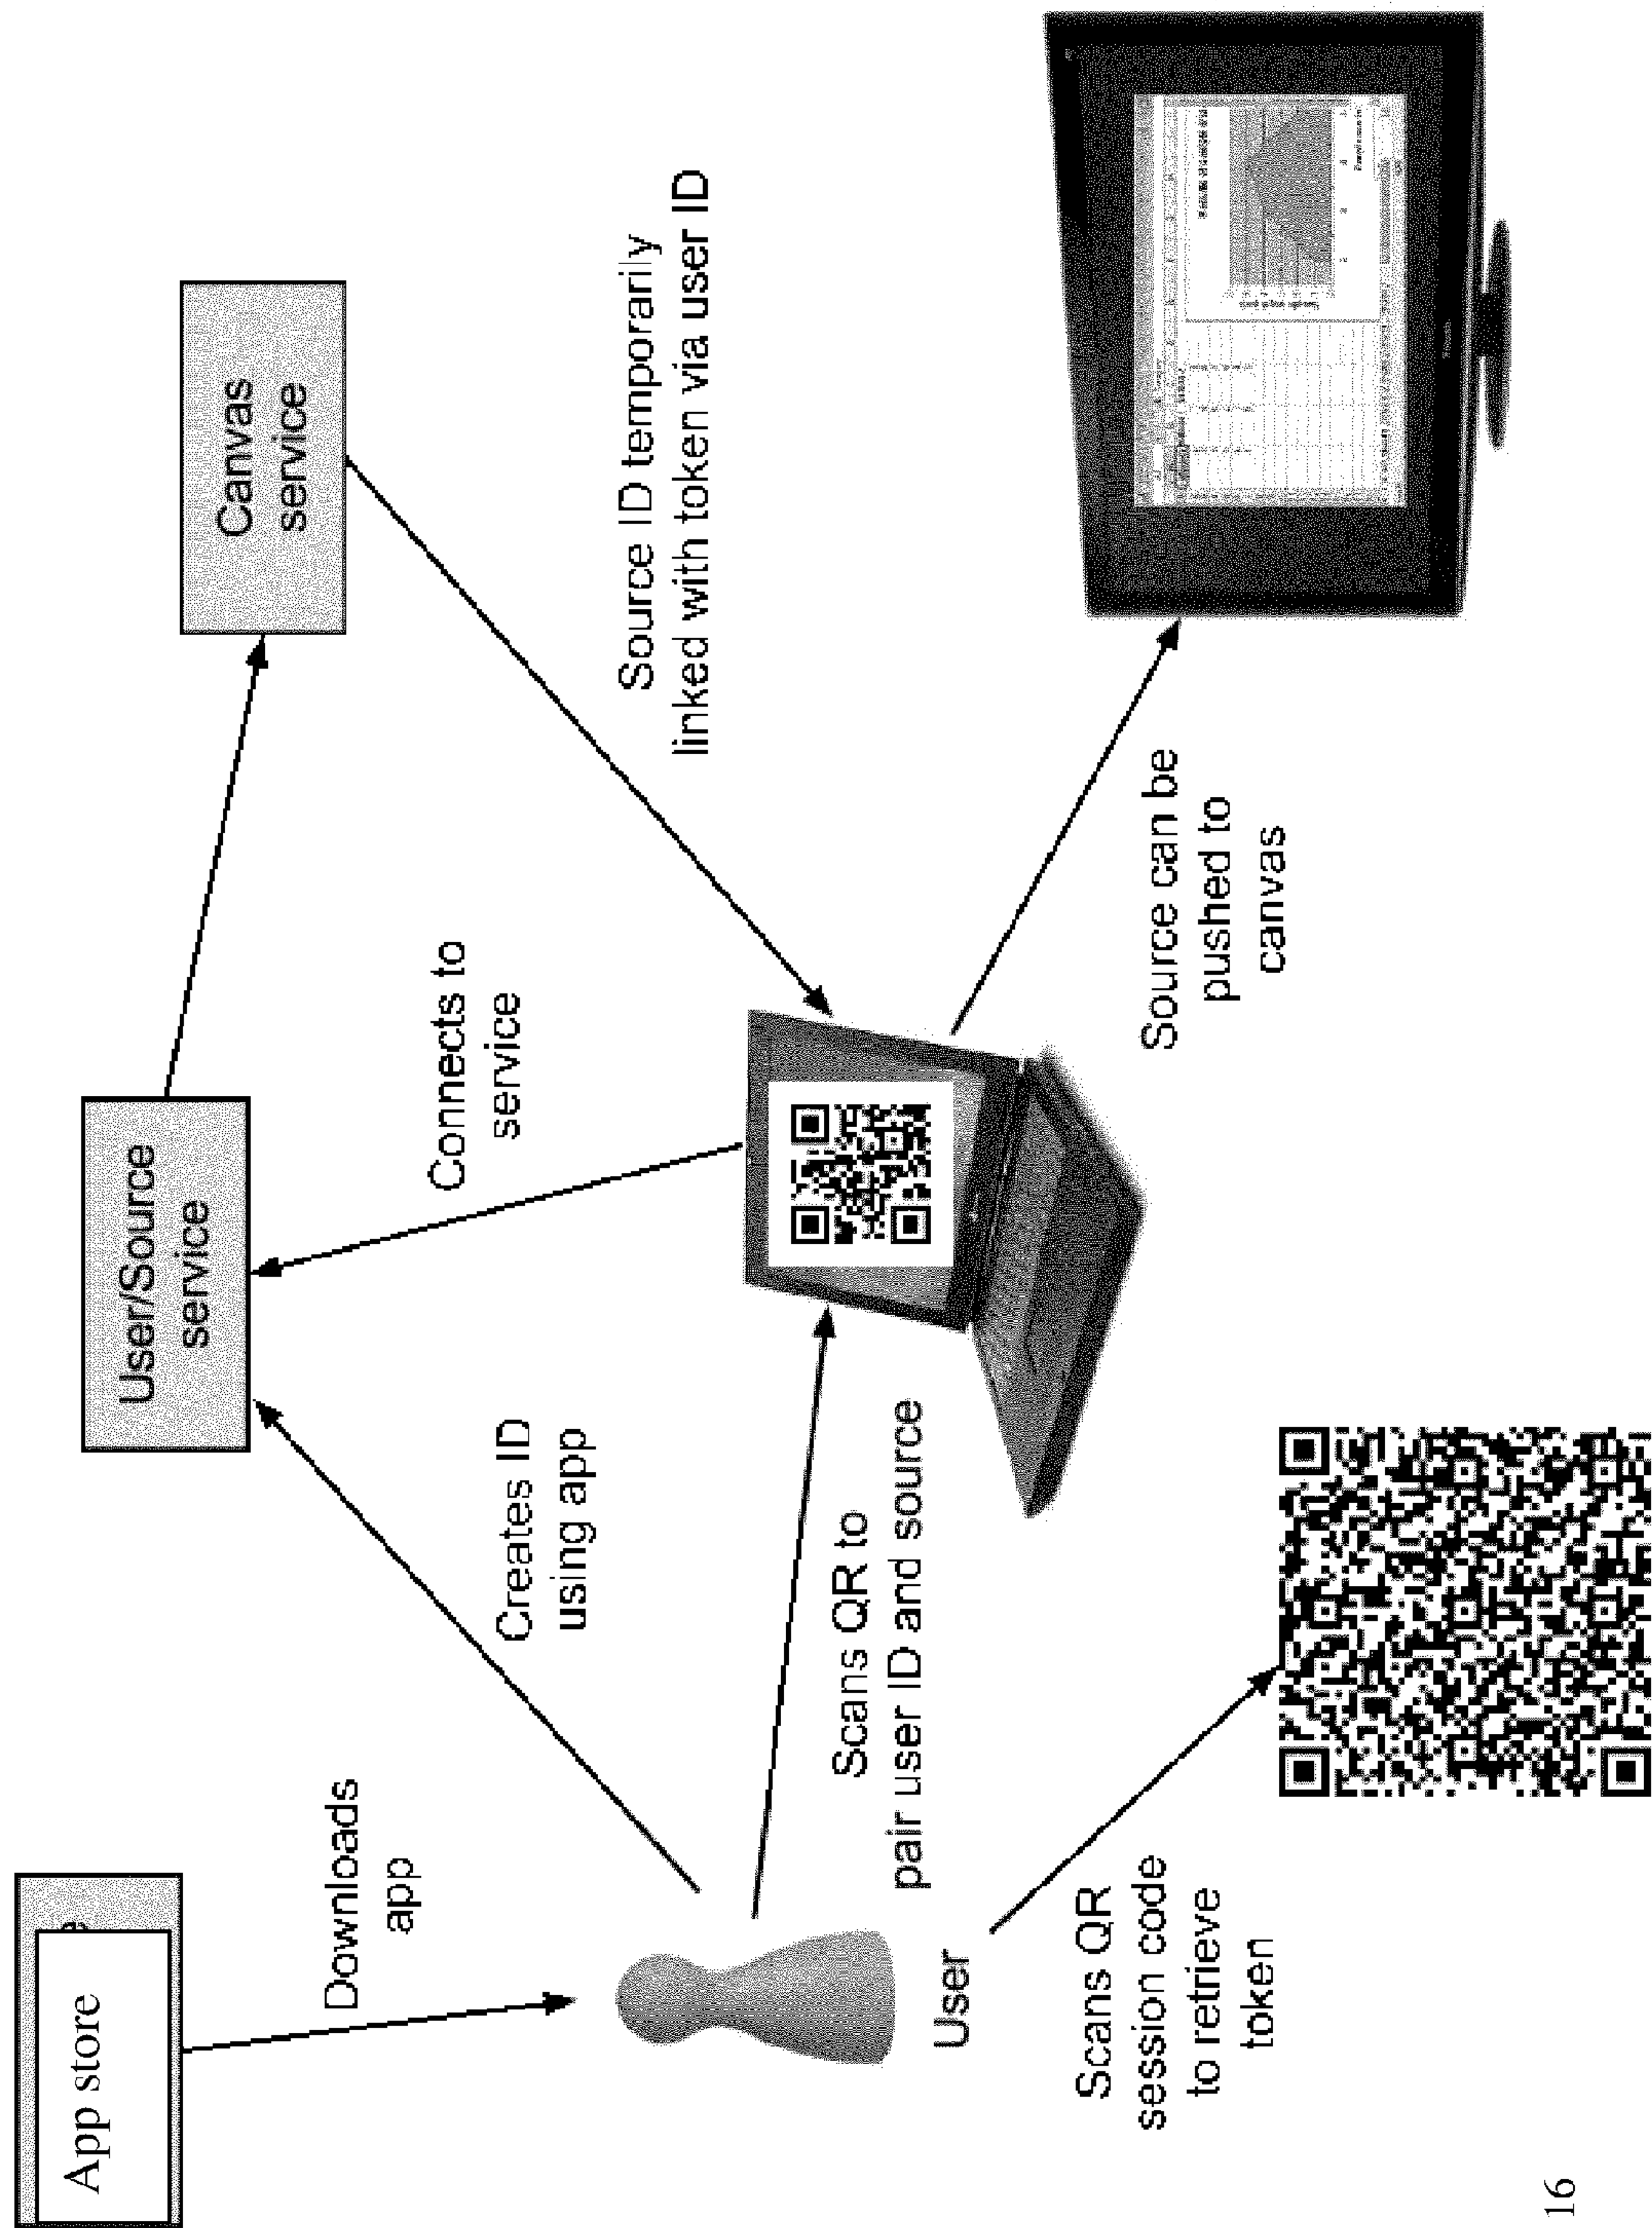 App store
Downloads
app
User/Source
service
Canvas
service
Creates ID
using app
Connects to
service
Source ID temporarily
linked with token via user ID
User
Scans QR to
pair user ID and source
Scans QR
session code
to retrieve
token
Source can be
pushed to
canvas
16